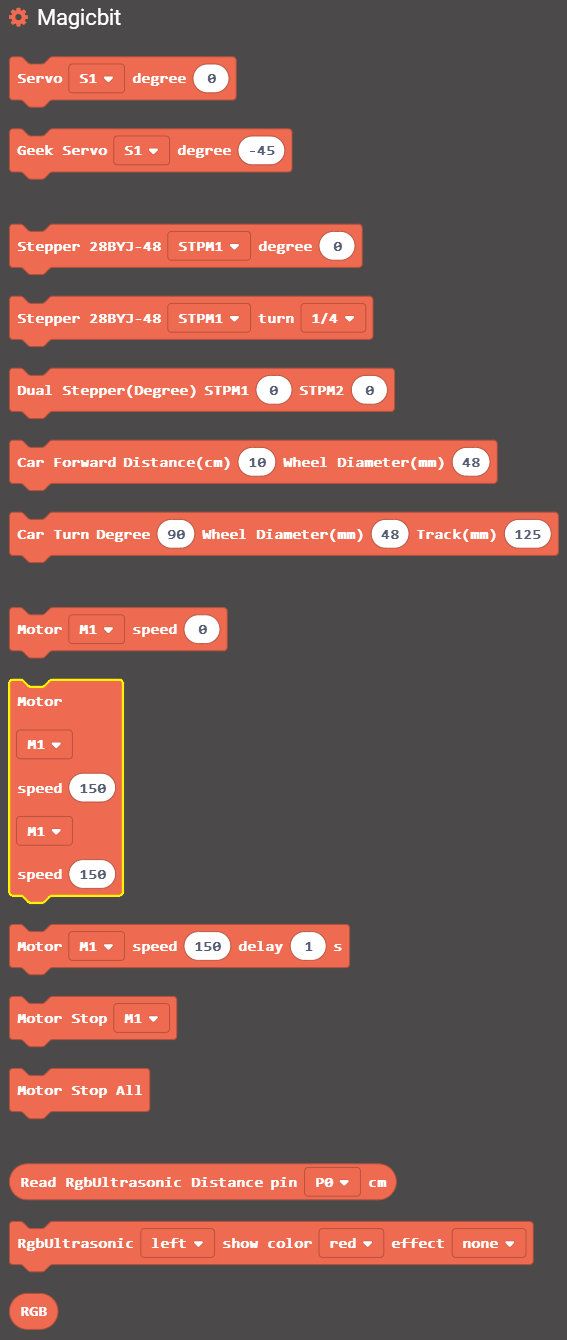 Magicbit
Servo S1 degree 0
Geek Servo S1 degree -45
Stepper 28BYJ-48 STPM1 degree 0
Stepper 28BYJ-48 STPM1 turn 1/4
Dual Stepper(Degree) STPM1 0 STPM2 0
Car Forward Distance(cm) 10 Wheel Diameter(mm) 48
Car Turn Degree 90 Wheel Diameter(mm) 48 Track(mm) 125
Motor M1 speed 0
Motor
M1
speed 150
M1
speed 150
Motor M1 speed 150 delay 1 s
Motor Stop M1
Motor Stop All
Read RgbUltrasonic Distance pin P0 cm
RgbUltrasonic left show color red effect none
RGB